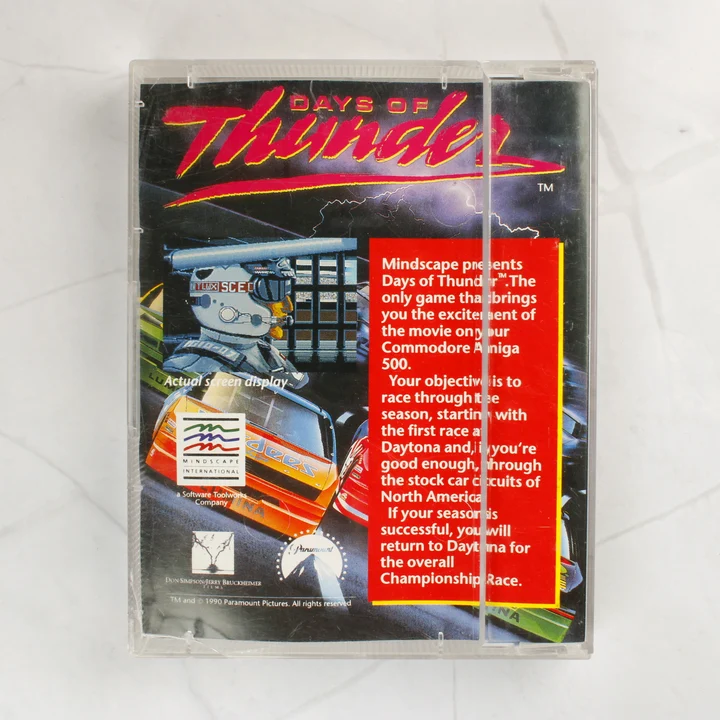 DAYS OF
Thunder
TM
Mindscape presents
Days of Thunder™. The
only game that brings
you the excitement of
the movie on your
Commodore Amiga
500.
Your objective is to
race through the
season, starting with
the first race at
Daytona and, if you're
good enough, through
the stock car circuits of
North America.
If your season is
successful, you will
return to Daytona for
the overall
Championship Race.
Actual screen display
MINDSCAPE
INTERNATIONAL
a Software Toolworks
Company
DON SIMPSON/JERRY BRUCKHEIMER
FILMS
Paramount
TM and © 1990 Paramount Pictures. All rights reserved